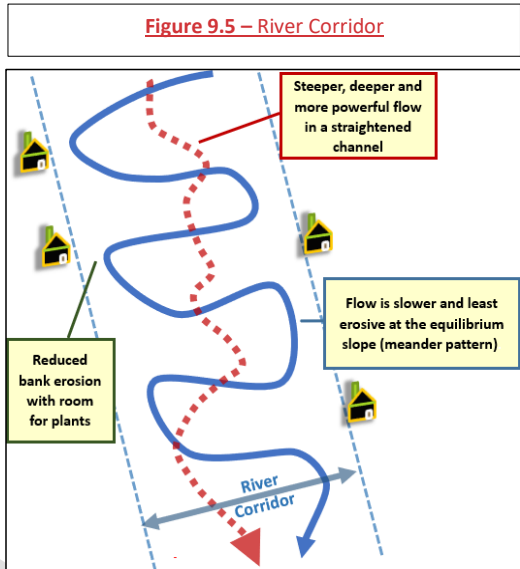 Figure 9.5 – River Corridor
Steeper, deeper and
more powerful flow
in a straightened
channel
Flow is slower and least
erosive at the equilibrium
slope (meander pattern)
Reduced
bank erosion
with room
for plants
River
Corridor